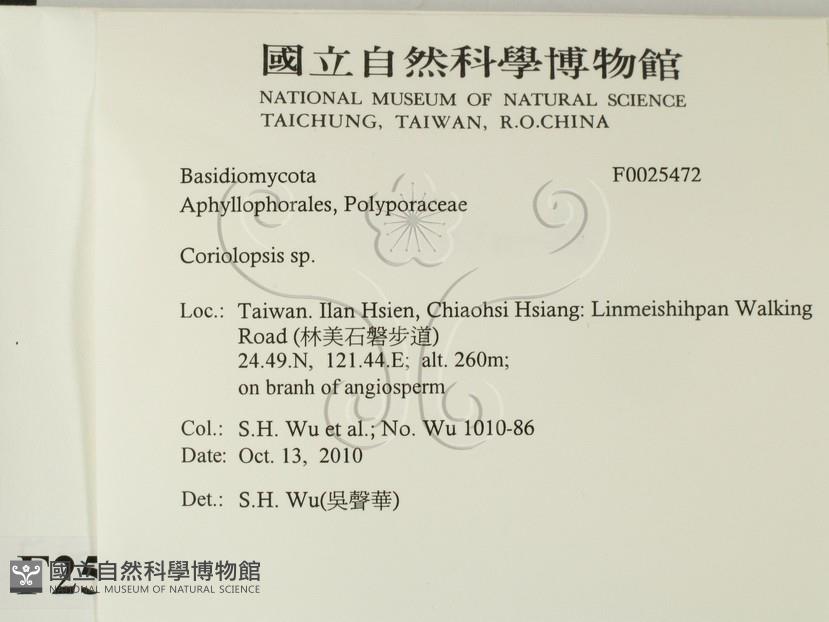 國立自然科學博物館
NATIONAL MUSEUM OF NATURAL SCIENCE
TAICHUNG, TAIWAN, R.O.CHINA
Basidiomycota F0025472
Aphyllophorales, Polyporaceae
Coriolopsis sp.
Loc.: Taiwan. Ilan Hsien, Chiaohsi Hsiang: Linmeishihpan Walking
Road (林美石磐步道)
24.49.N, 121.44.E; alt. 260m;
on branh of angiosperm
Col.: S.H. Wu et al.; No. Wu 1010-86
Date: Oct. 13, 2010
Det.: S.H. Wu(吳聲華)
國立自然科學博物館
NATIONAL MUSEUM OF NATURAL SCIENCE